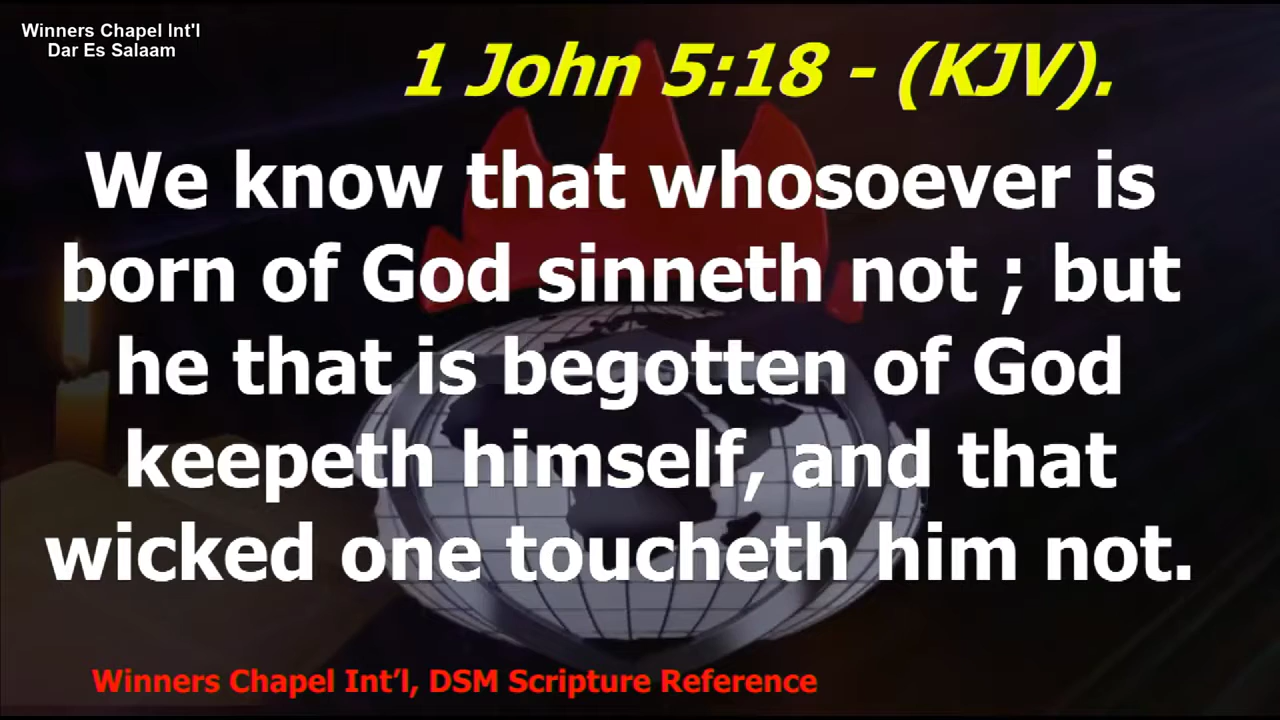 Winners Chapel Int'l
Dar Es Salaam
1 John 5:18 - (KJV).
We know that whosoever is
born of God sinneth not ; but
he that is begotten of God
keepeth himself, and that
wicked one toucheth him not.
Winners Chapel Int’l, DSM Scripture Reference